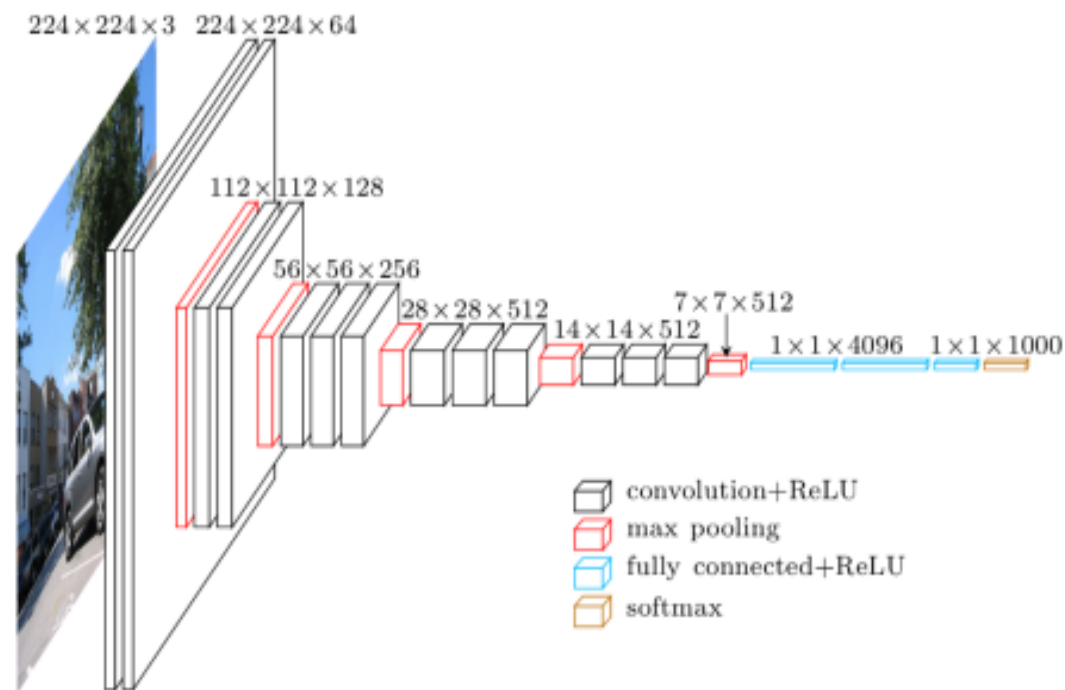 224×224×3
224×224×64
112×112×128
56×56×256
28×28×512
14×14×512
7×7×512
1×1×4096
1×1×1000
convolution+ReLU
max pooling
fully connected+ReLU
softmax